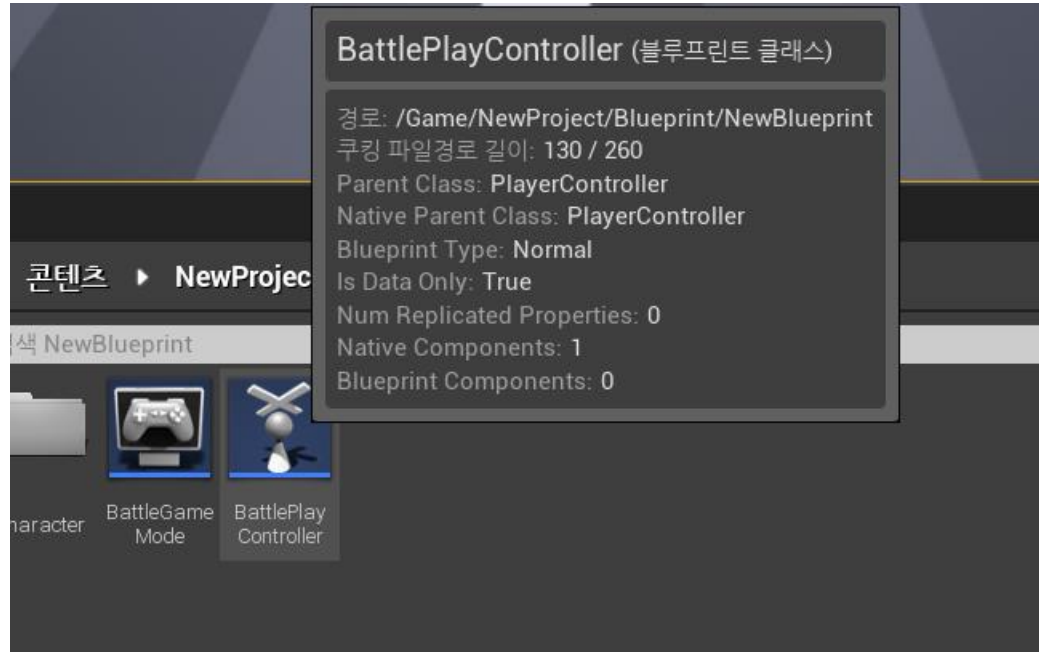 BattlePlayController (블루프린트 클래스)
경로: /Game/NewProject/Blueprint/NewBlueprint
쿠킹 파일경로 길이: 130 / 260
Parent Class: PlayerController
Native Parent Class: PlayerController
Blueprint Type: Normal
Is Data Only: True
Num Replicated Properties: 0
Native Components: 1
Blueprint Components: 0
콘텐츠 NewProjec
색 NewBlueprint
haracter
BattleGame
Mode
BattlePlay
Controller